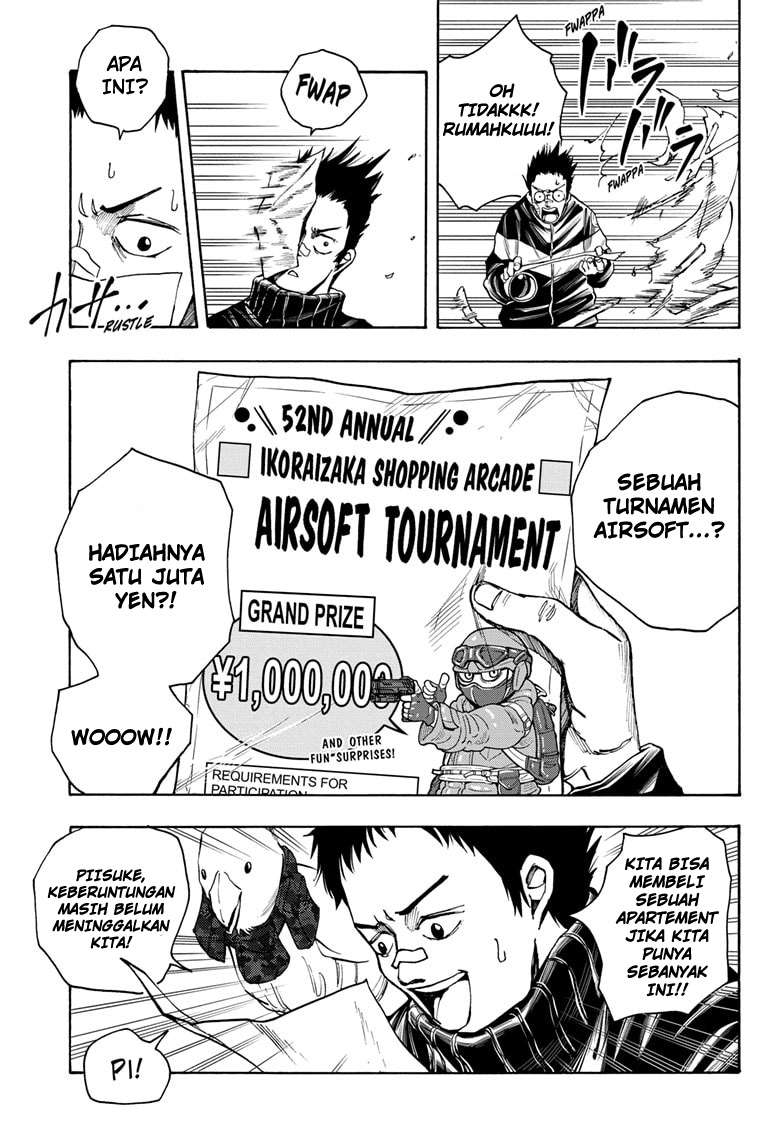 FWAPPA
ドラドラ
FWAPPA
OH
TIDAKKK!
RUMAHKUUU!
FWAP
APA
INI?
カサ...
RUSTLE
SEBUAH
TURNAMEN
AIRSOFT...?
52ND ANNUAL
IKORAIZAKA SHOPPING ARCADE
AIRSOFT TOURNAMENT
GRAND PRIZE
¥1,000,000
AND OTHER
FUN SURPRISES!
REQUIREMENTS FOR
PARTICIPATION
HADIAHNYA
SATU JUTA
YEN?!
WOOOW!!
KITA BISA
MEMBELI
SEBUAH
APARTEMENT
JIKA KITA
PUNYA
SEBANYAK
INI!!
PIISUKE,
KEBERUNTUNGAN
MASIH BELUM
MENINGGALKAN
KITA!
PI!